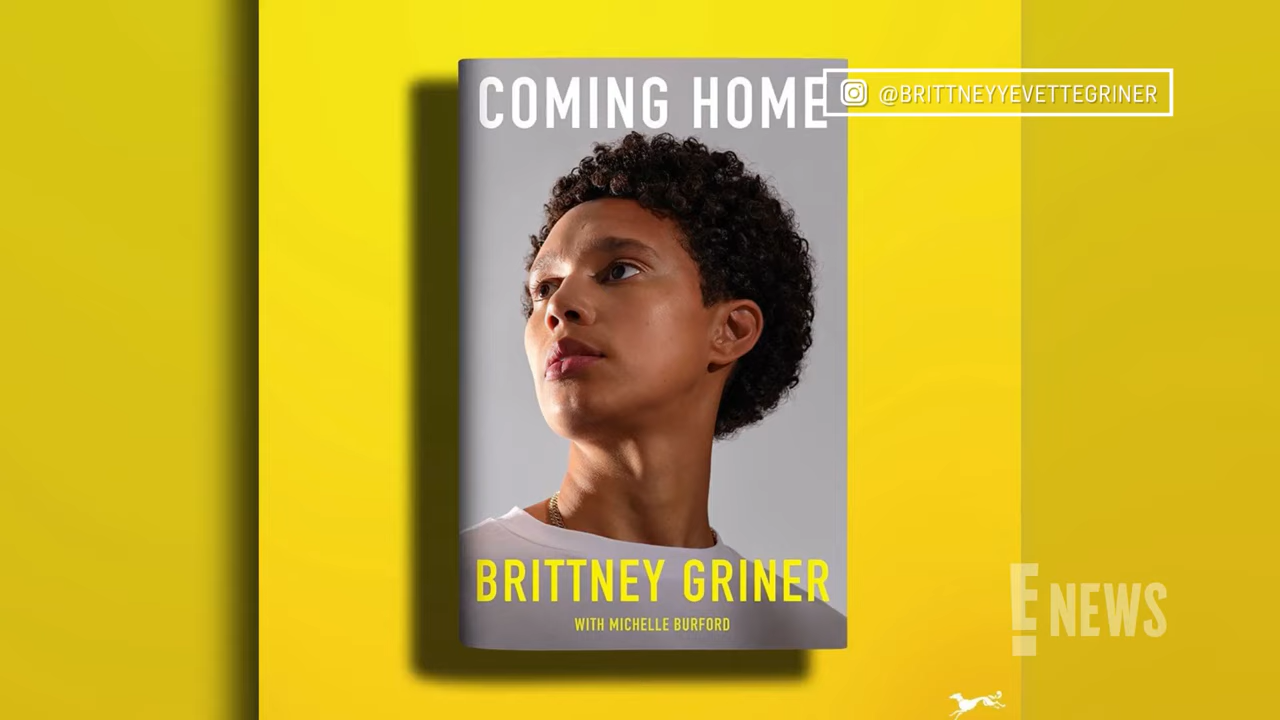 COMING HOME
@BRITTNEYYEVETTEGRINER
BRITTNEY GRINER
WITH MICHELLE BURFORD
E! NEWS